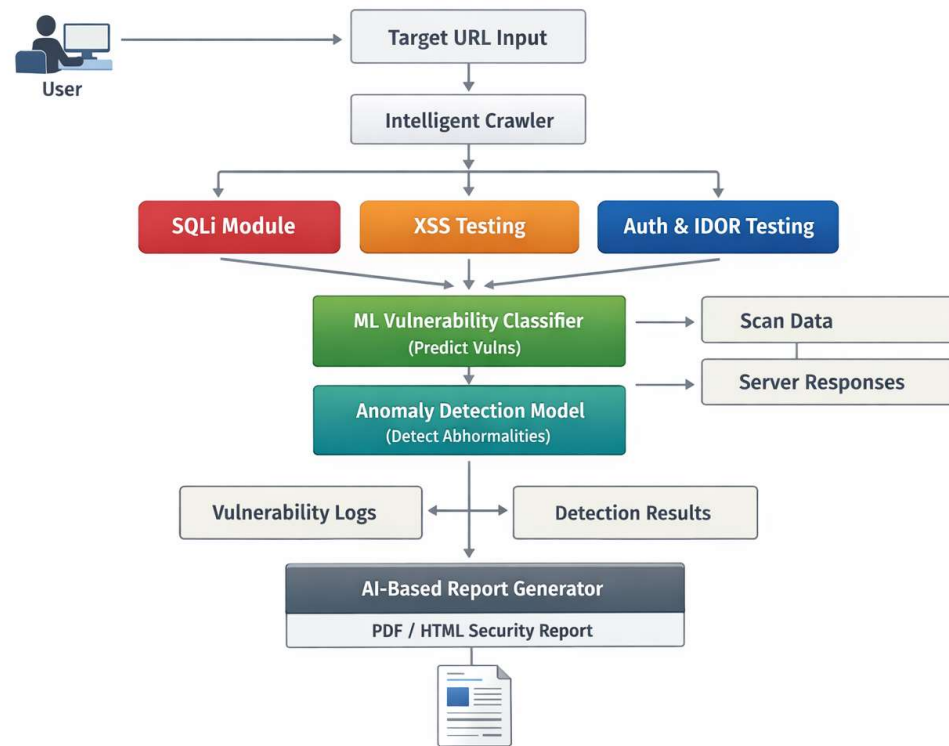 Target URL Input
User
Intelligent Crawler
SQLi Module
XSS Testing
Auth & IDOR Testing
ML Vulnerability Classifier
(Predict Vulns)
Scan Data
Server Responses
Anomaly Detection Model
(Detect Abhormalities)
Vulnerability Logs
Detection Results
AI-Based Report Generator
PDF / HTML Security Report